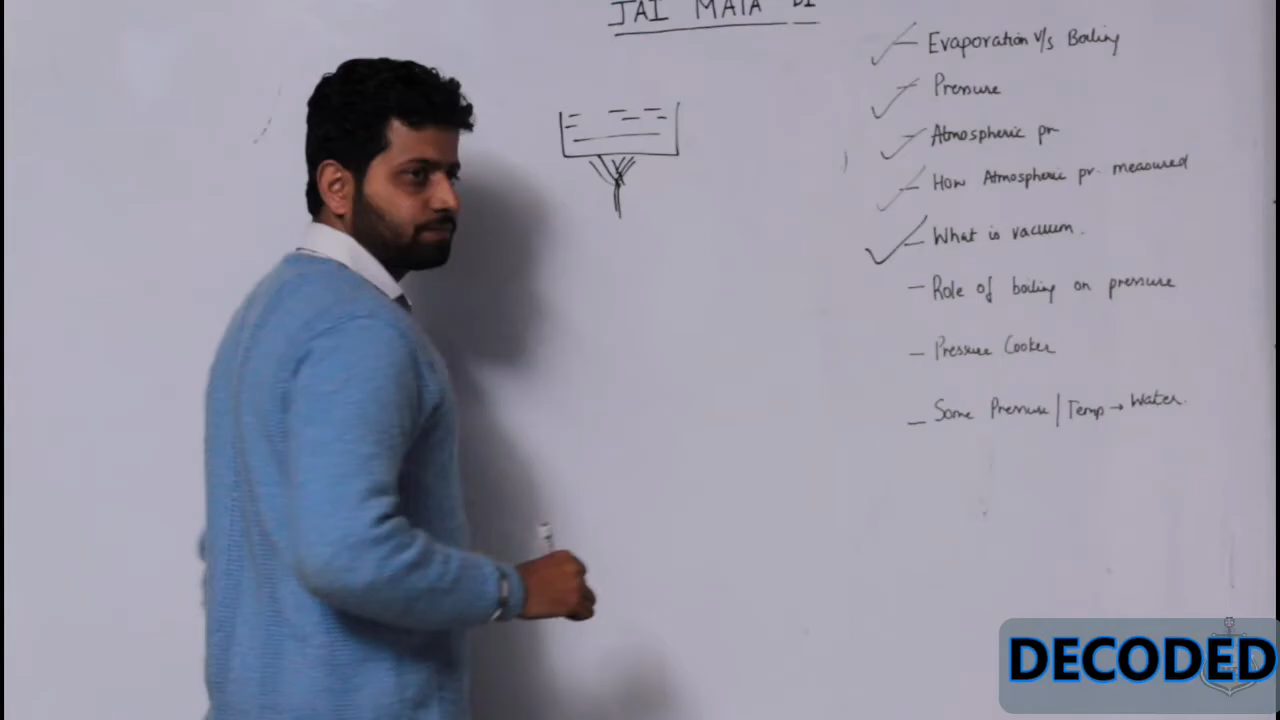 JAI MATA DI
Evaporation v/s Boiling
Pressure
Atmospheric pr
How Atmospheric pr. measured
What is vacuum.
Role of boiling on pressure
Pressure Cooker
Some Pressure | Temp → Water.
DECODED